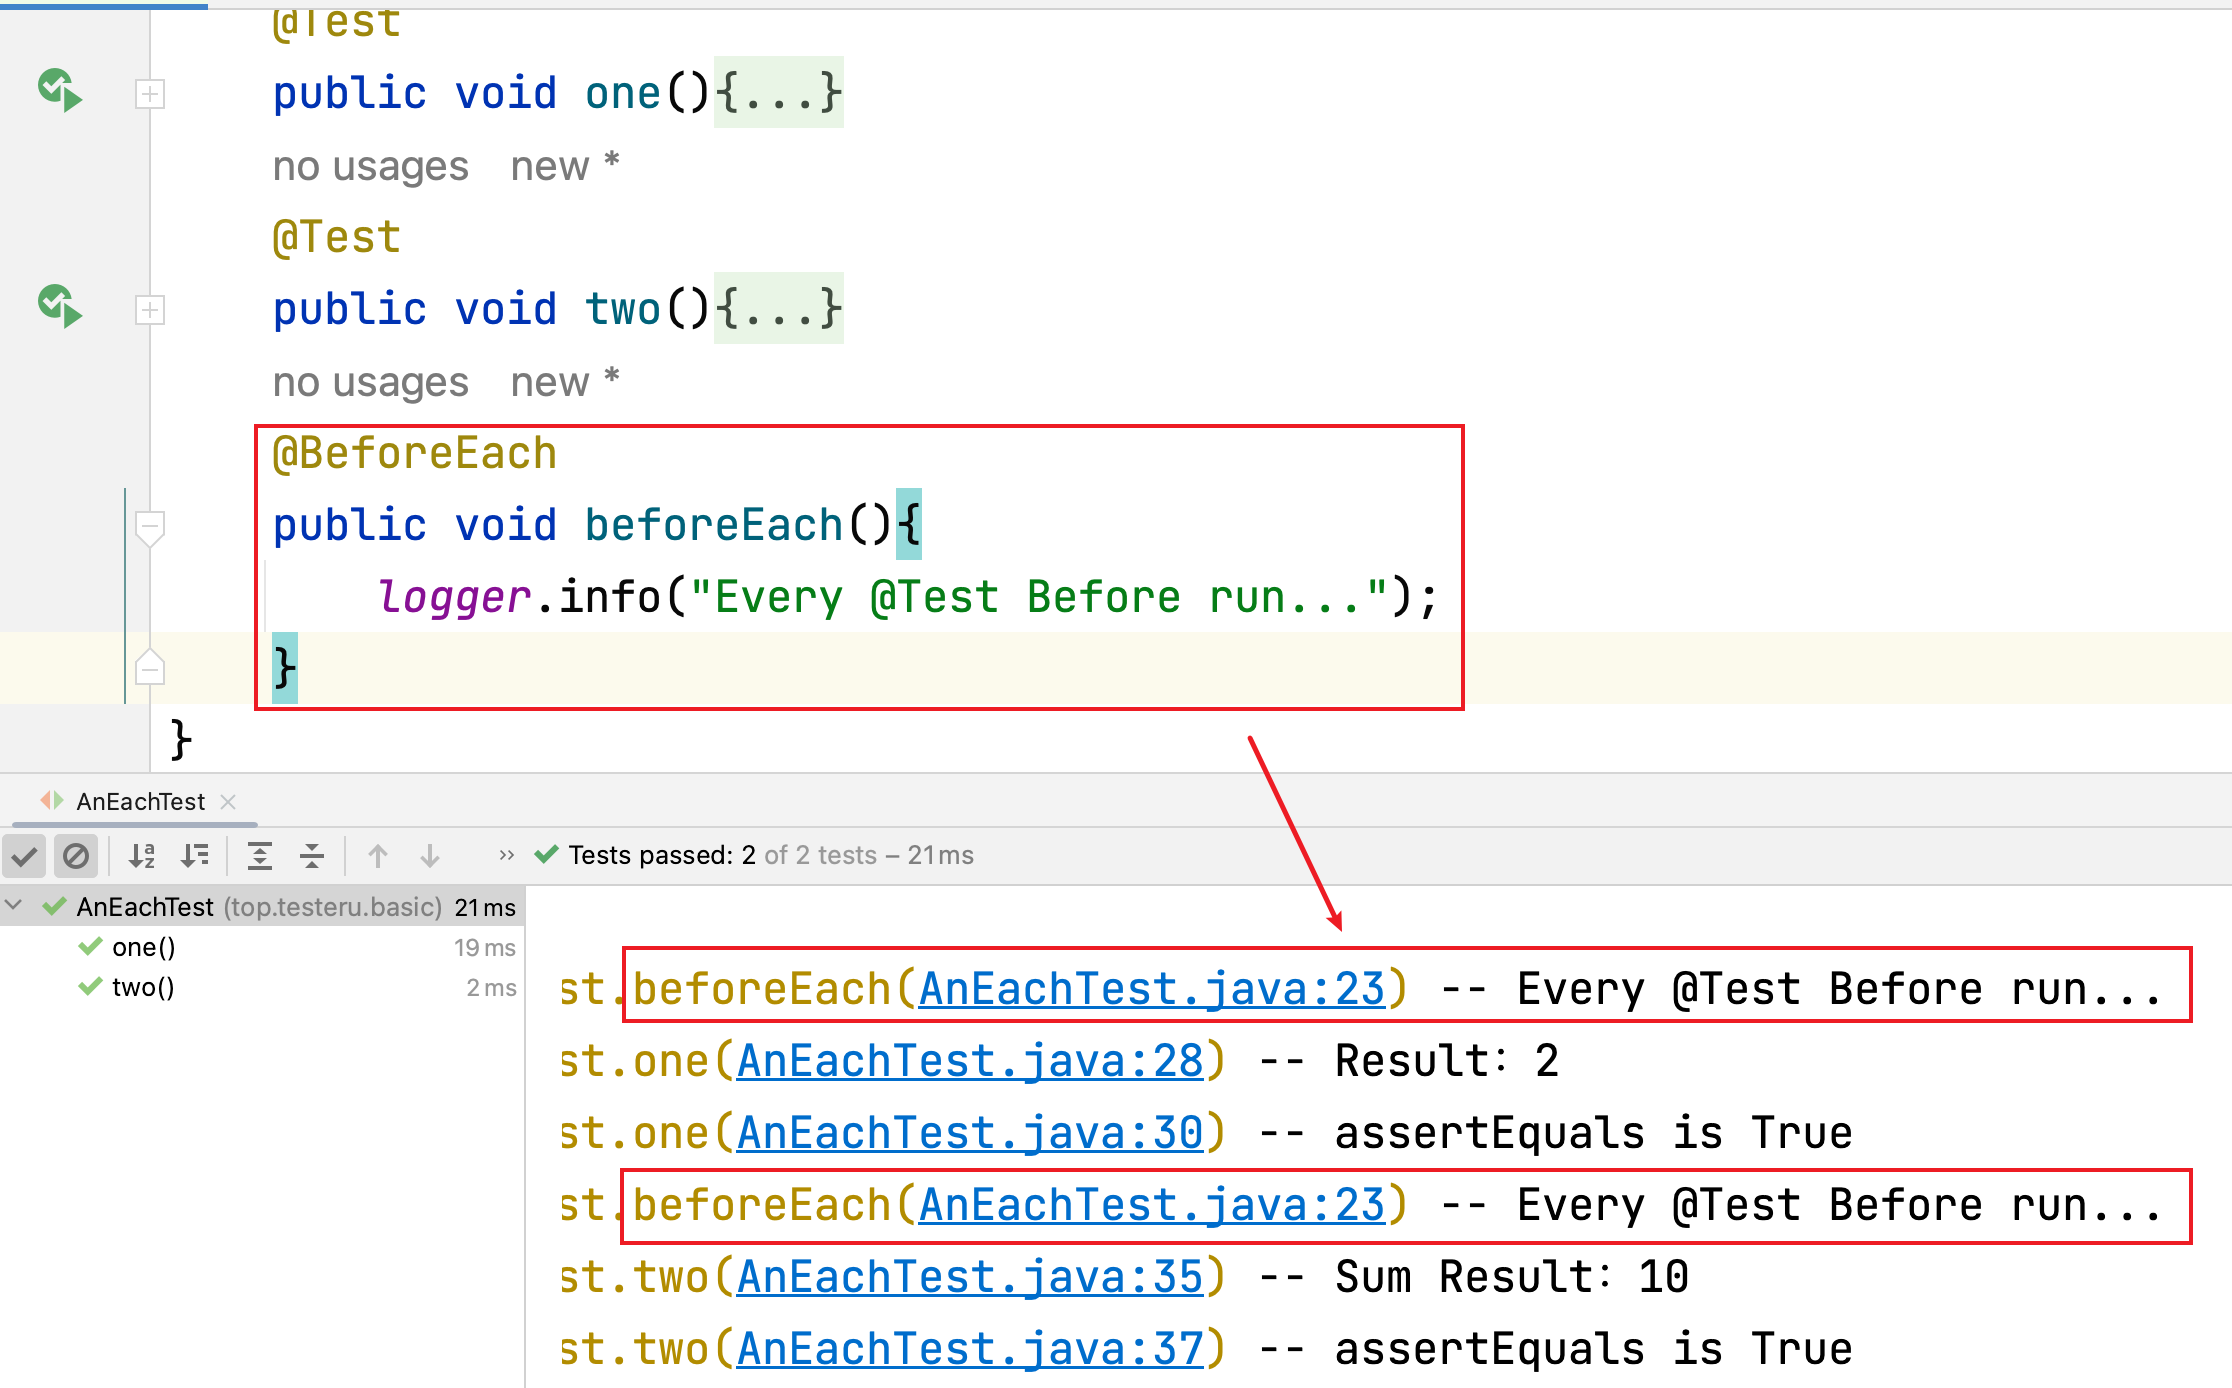 @Test
public void one(){...}
no usages new *
@Test
public void two(){...}
no usages new *
@BeforeEach
public void beforeEach(){
logger.info("Every @Test Before run...");
}
}
AnEachTest
Tests passed: 2 of 2 tests – 21 ms
AnEachTest (top.testeru.basic) 21 ms
one() 19 ms
two() 2 ms
st.beforeEach(AnEachTest.java:23) -- Every @Test Before run...
st.one(AnEachTest.java:28) -- Result: 2
st.one(AnEachTest.java:30) -- assertEquals is True
st.beforeEach(AnEachTest.java:23) -- Every @Test Before run...
st.two(AnEachTest.java:35) -- Sum Result: 10
st.two(AnEachTest.java:37) -- assertEquals is True